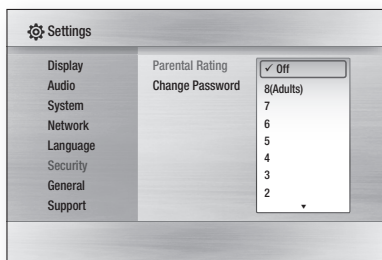 Settings
Display
Audio
System
Network
Language
Security
General
Support
Parental Rating
Change Password
✓ Off
8(Adults)
7
6
5
4
3
2